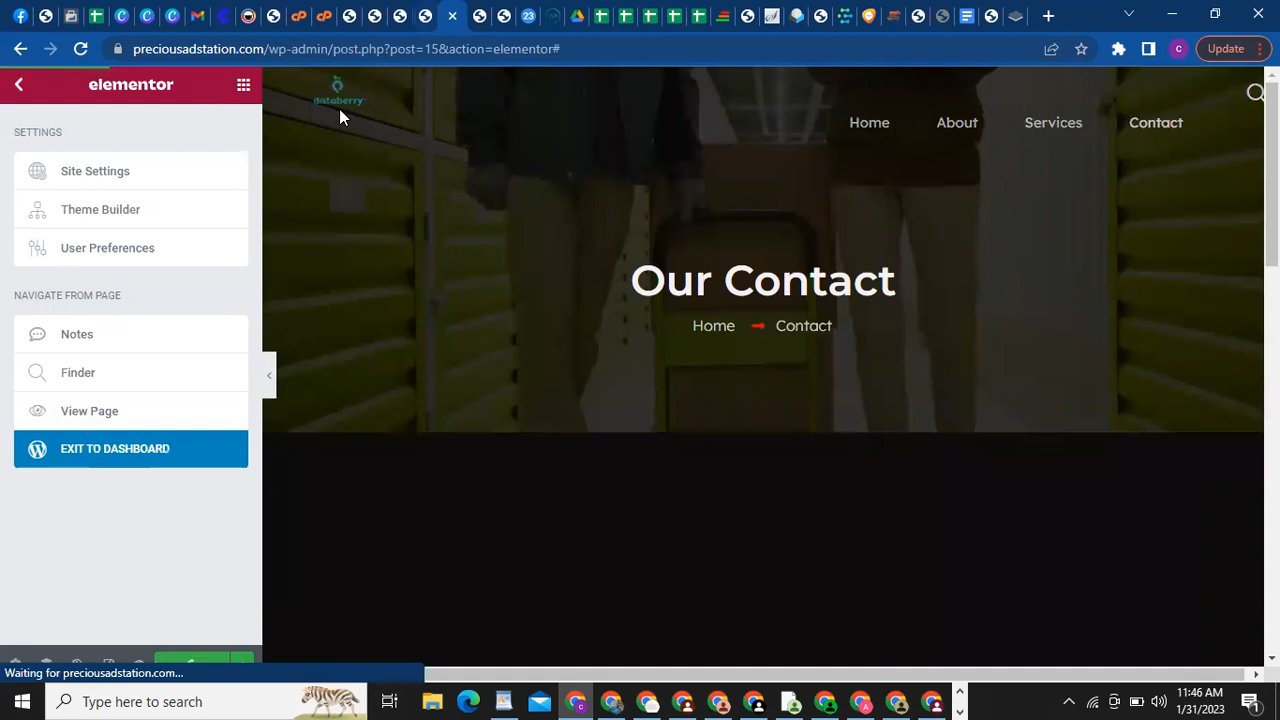 23
preciousadstation.com/wp-admin/post.php?post=15&action=elementor#
c
Update
elementor
SETTINGS
Site Settings
Theme Builder
User Preferences
NAVIGATE FROM PAGE
Notes
Finder
View Page
EXIT TO DASHBOARD
databerry
Home
About
Services
Contact
Our Contact
Home
Contact
Waiting for preciousadstation.com...
Type here to search
11:46 AM
1/31/2023